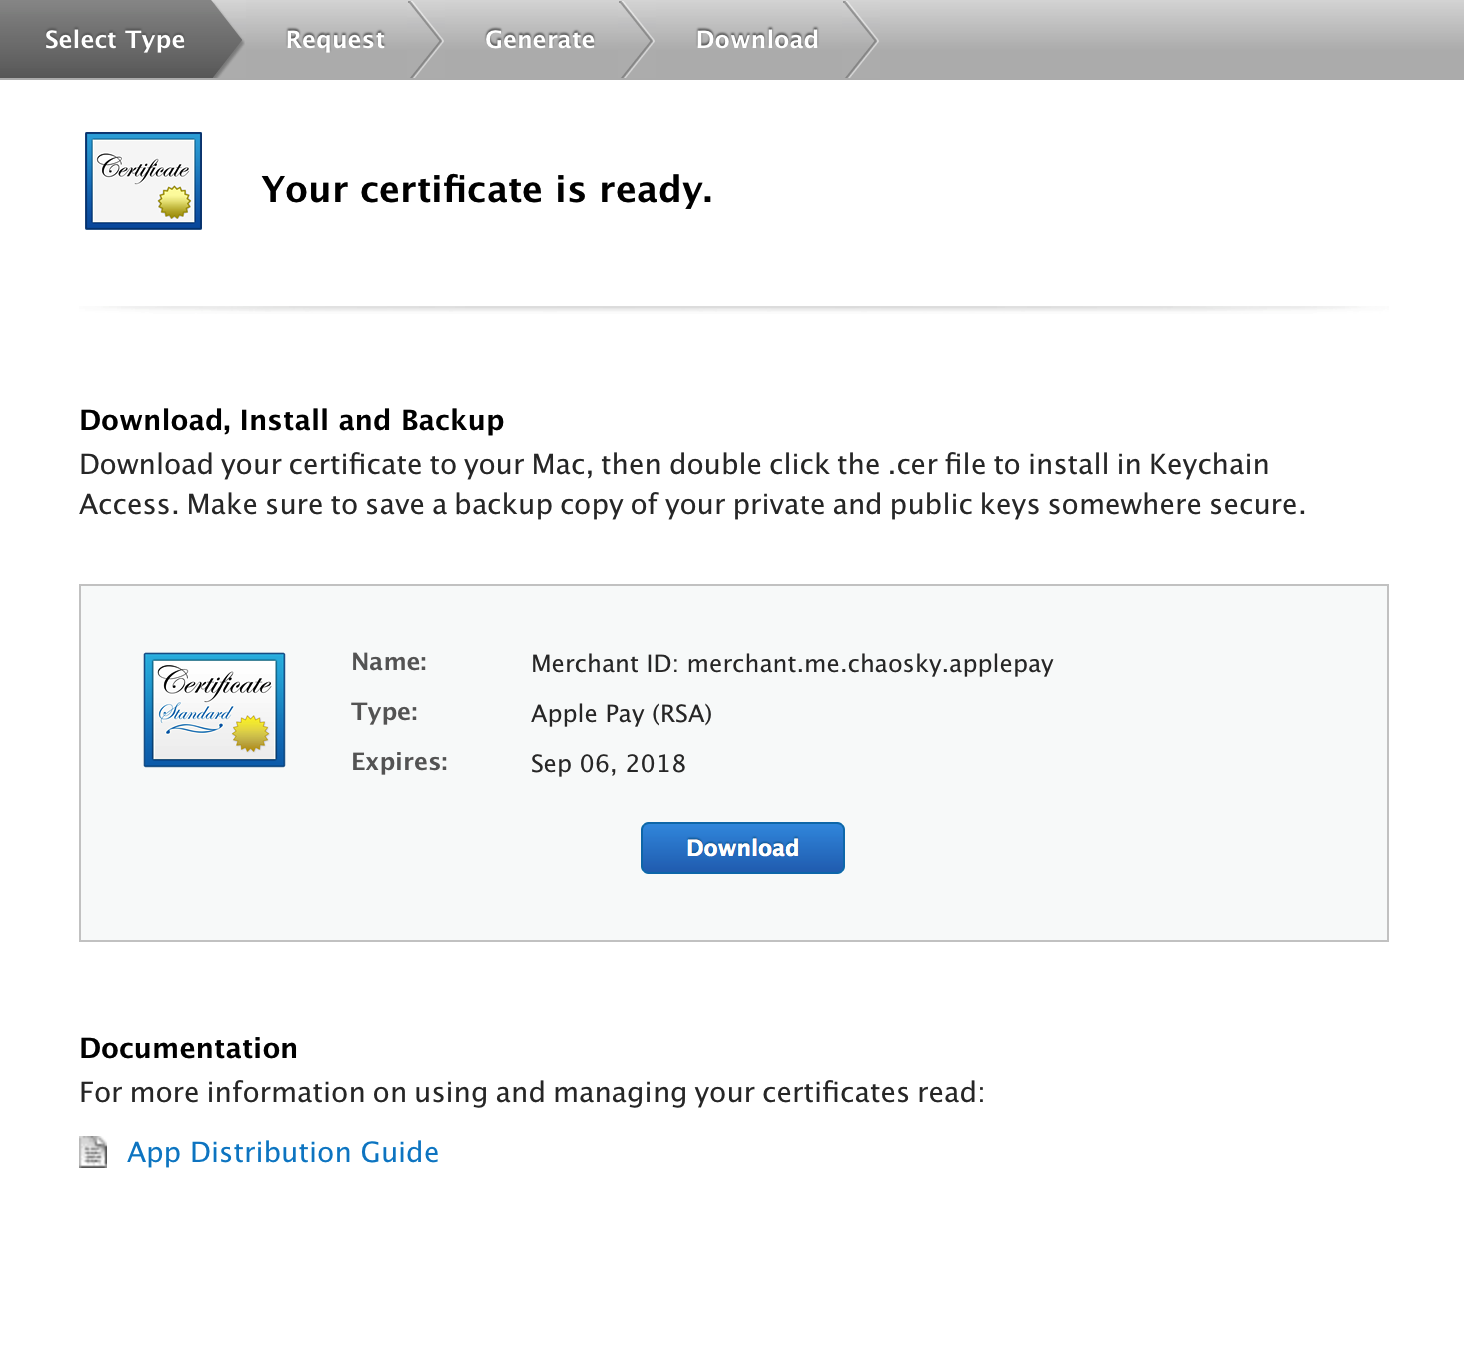 Select Type Request Generate Download
Certificate
Your certificate is ready.
Download, Install and Backup
Download your certificate to your Mac, then double click the .cer file to install in Keychain
Access. Make sure to save a backup copy of your private and public keys somewhere secure.
Certificate
Standard
Name: Merchant ID: merchant.me.chaosky.applepay
Type: Apple Pay (RSA)
Expires: Sep 06, 2018
Download
Documentation
For more information on using and managing your certificates read:
App Distribution Guide